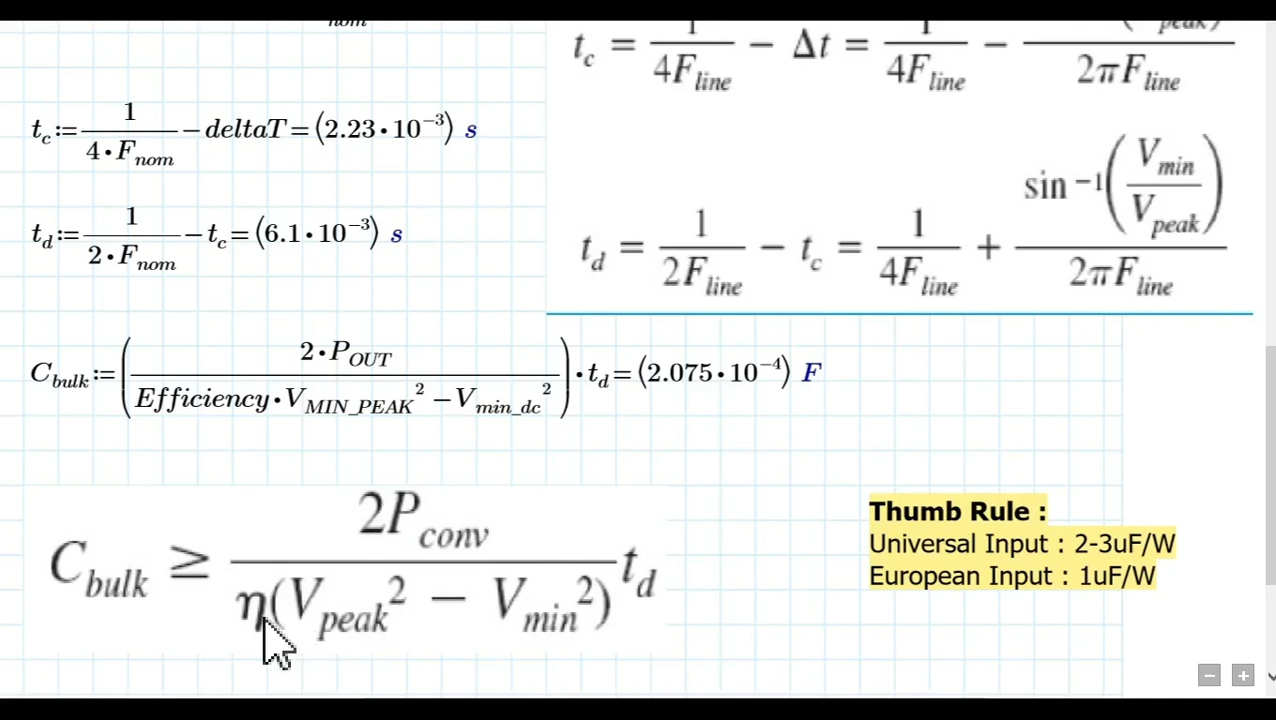 nom
t_c = 1/(4F_line) − Δt = 1/(4F_line) − peak)/(2πF_line)
t_c := 1/(4·F_nom) − deltaT = (2.23·10^−3) s
t_d := 1/(2·F_nom) − t_c = (6.1·10^−3) s
t_d = 1/(2F_line) − t_c = 1/(4F_line) + sin −1(V_min/V_peak)/(2πF_line)
C_bulk := (2·P_OUT/(Efficiency·V_MIN_PEAK^2 − V_min_dc^2))·t_d = (2.075·10^−4) F
C_bulk ≥ 2P_conv/(η(V_peak^2 − V_min^2)) t_d
Thumb Rule :
Universal Input : 2-3uF/W
European Input : 1uF/W